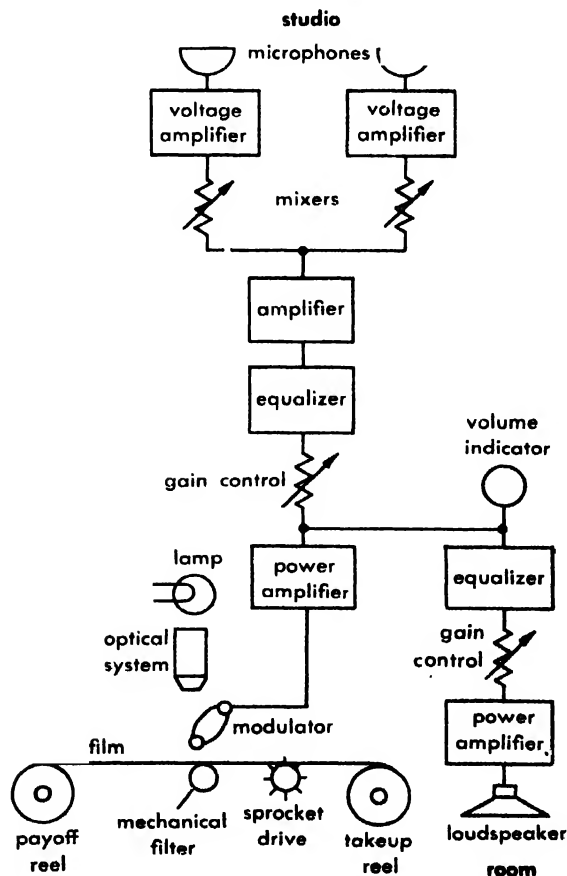 studio
microphones
voltage
amplifier
voltage
amplifier
mixers
amplifier
equalizer
volume
indicator
gain control
lamp
power
amplifier
equalizer
optical
system
gain
control
modulator
power
amplifier
film
payoff
reel
mechanical
filter
sprocket
drive
takeup
reel
loudspeaker
room